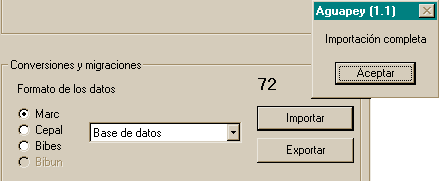 Aguapey (1.1)
Importación completa
Aceptar
Conversiones y migraciones
Formato de los datos
72
Marc
Cepal
Bibes
Bibun
Base de datos
Importar
Exportar